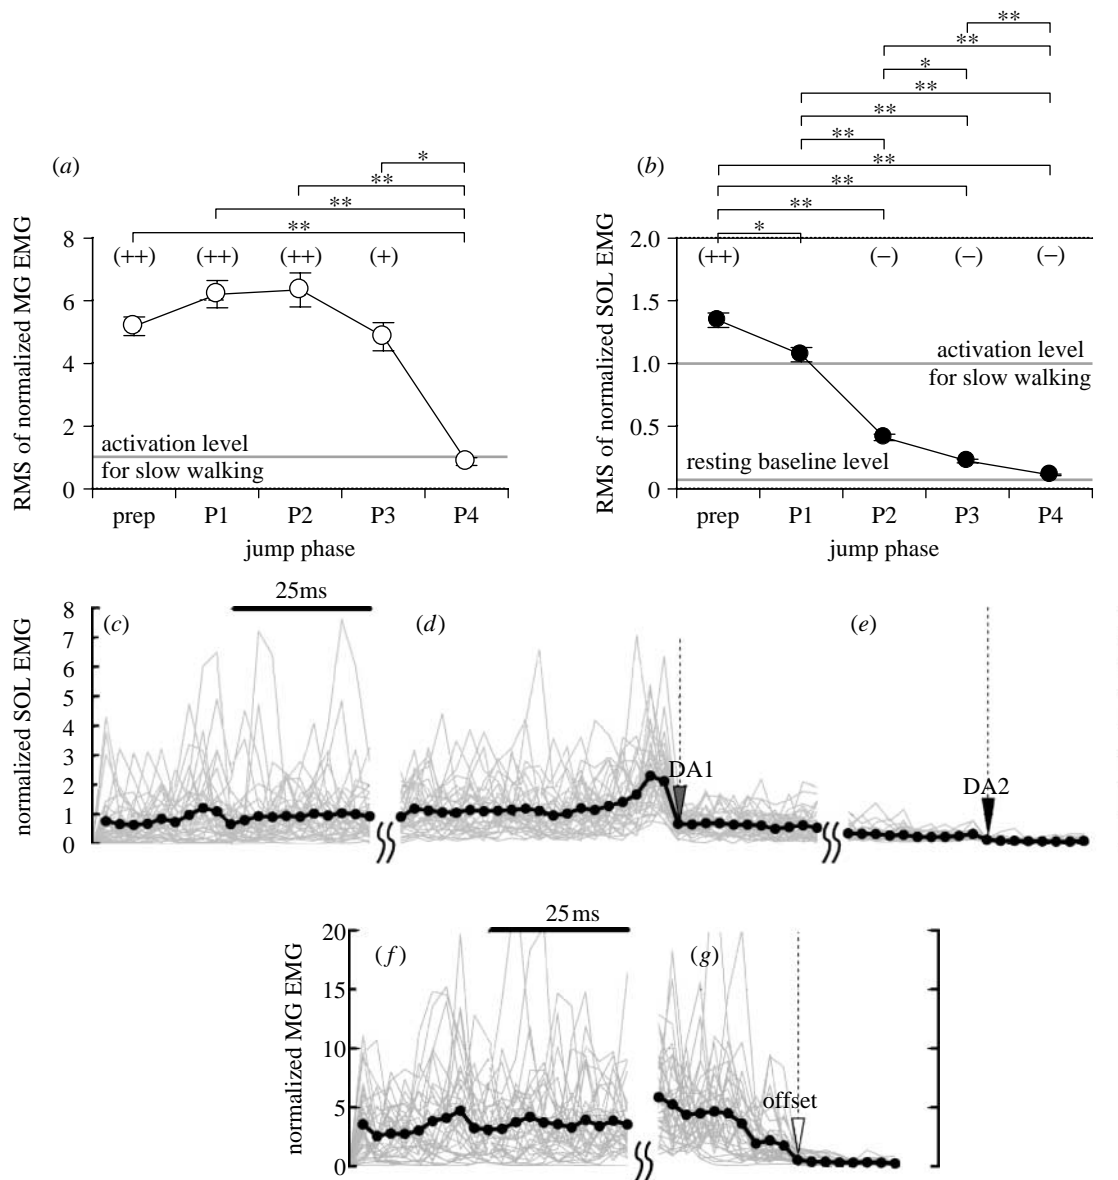 ** 
** 
* 
** 
** 
** 
** 
** 
** 
* 
(a)
*
**
**
**
RMS of normalized MG EMG
8
6
4
2
0
(++) (++) (++) (+)
activation level
for slow walking
prep P1 P2 P3 P4
jump phase
(b)
RMS of normalized SOL EMG
2.0
1.5
1.0
0.5
0
(++) (−) (−) (−)
activation level
for slow walking
resting baseline level
prep P1 P2 P3 P4
jump phase
25ms
(c) (d) (e)
normalized SOL EMG
8
7
6
5
4
3
2
1
0
DA1
DA2
25ms
(f) (g)
normalized MG EMG
20
15
10
5
0
offset